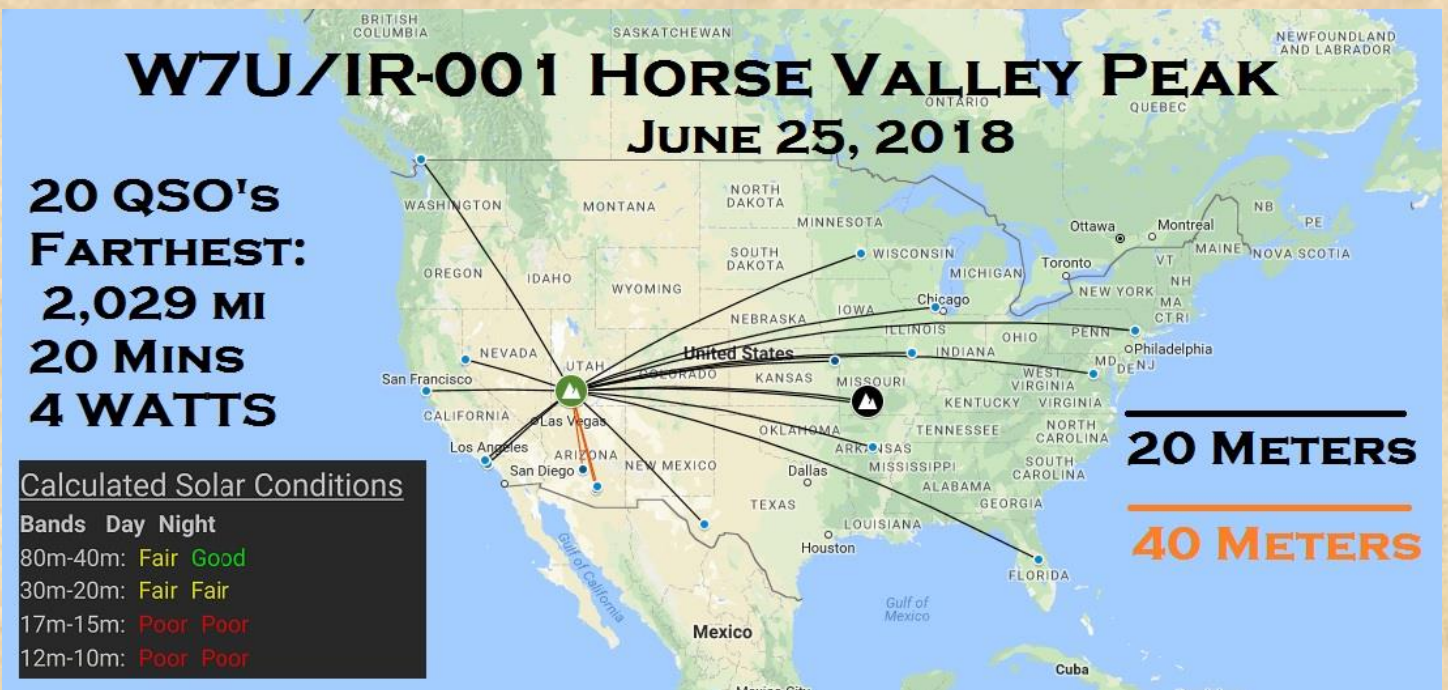 BRITISH
COLUMBIA
SASKATCHEWAN
NEWFOUNDLAND
AND LABRADOR
W7U/IR-001 HORSE VALLEY PEAK
ONTARIO
QUEBEC
JUNE 25, 2018
20 QSO's
FARTHEST:
2,029 MI
20 MINS
4 WATTS
WASHINGTON
MONTANA
NORTH
DAKOTA
MINNESOTA
Ottawa
Montreal
NB
PE
MAINE
NOVA SCOTIA
OREGON
IDAHO
WYOMING
SOUTH
DAKOTA
WISCONSIN
MICHIGAN
Toronto
VT
NH
NEW YORK
MA
CT RI
NEBRASKA
IOWA
Chicago
ILLINOIS
INDIANA
OHIO
PENN
Philadelphia
MD
DE
NJ
NEVADA
UTAH
United States
COLORADO
KANSAS
MISSOURI
WEST
VIRGINIA
KENTUCKY
VIRGINIA
San Francisco
CALIFORNIA
Las Vegas
OKLAHOMA
TENNESSEE
NORTH
CAROLINA
Los Angeles
ARIZONA
NEW MEXICO
ARKANSAS
MISSISSIPPI
SOUTH
CAROLINA
San Diego
Dallas
ALABAMA
GEORGIA
TEXAS
LOUISIANA
Houston
FLORIDA
Gulf of
California
Gulf of
Mexico
Mexico
Cuba
Mexico City
20 METERS
40 METERS
Calculated Solar Conditions
Bands Day Night
80m-40m: Fair Good
30m-20m: Fair Fair
17m-15m: Poor Poor
12m-10m: Poor Poor